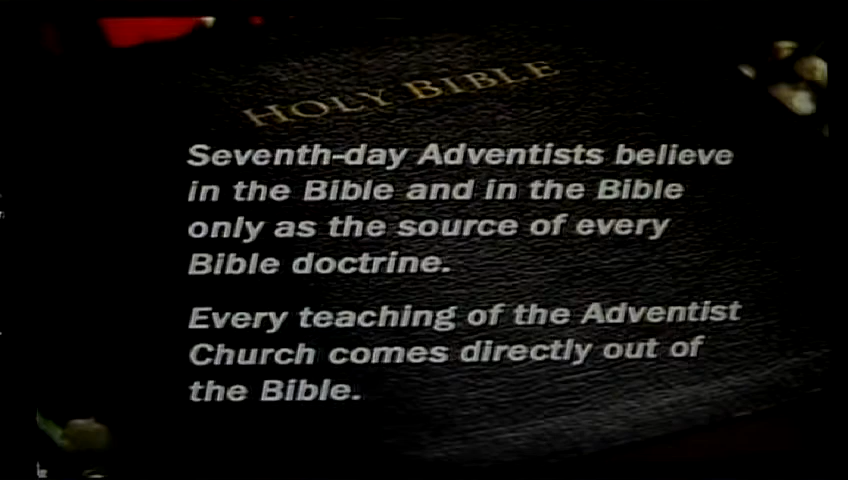 HOLY BIBLE
Seventh-day Adventists believe
in the Bible and in the Bible
only as the source of every
Bible doctrine.
Every teaching of the Adventist
Church comes directly out of
the Bible.